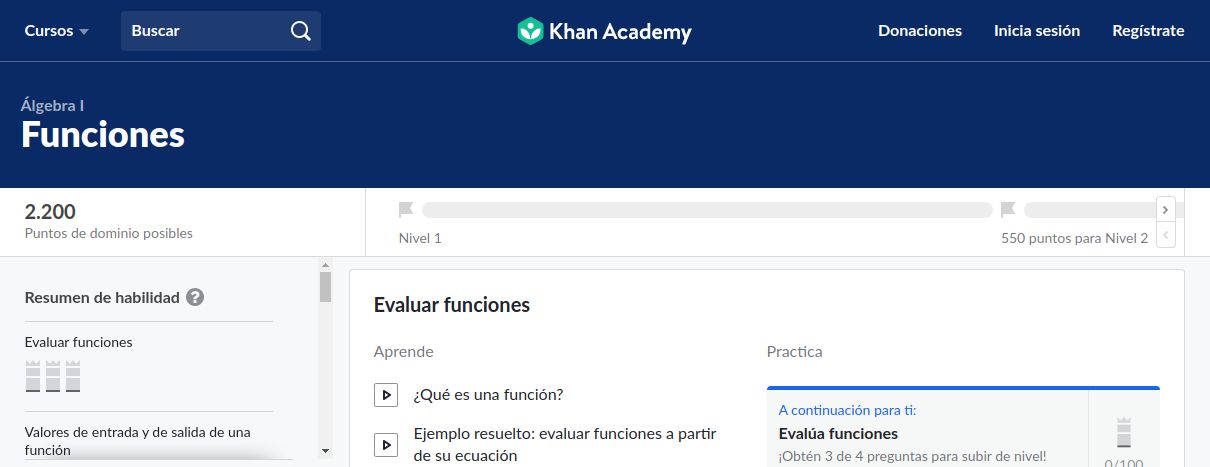 Cursos
Buscar
Khan Academy
Donaciones
Inicia sesión
Regístrate
Álgebra I
Funciones
2.200
Puntos de dominio posibles
Nivel 1
550 puntos para Nivel 2
Resumen de habilidad ?
Evaluar funciones
Valores de entrada y de salida de una
función
Evaluar funciones
Aprende
¿Qué es una función?
Ejemplo resuelto: evaluar funciones a partir
de su ecuación
Practica
A continuación para ti:
Evalúa funciones
¡Obtén 3 de 4 preguntas para subir de nivel!
0/100